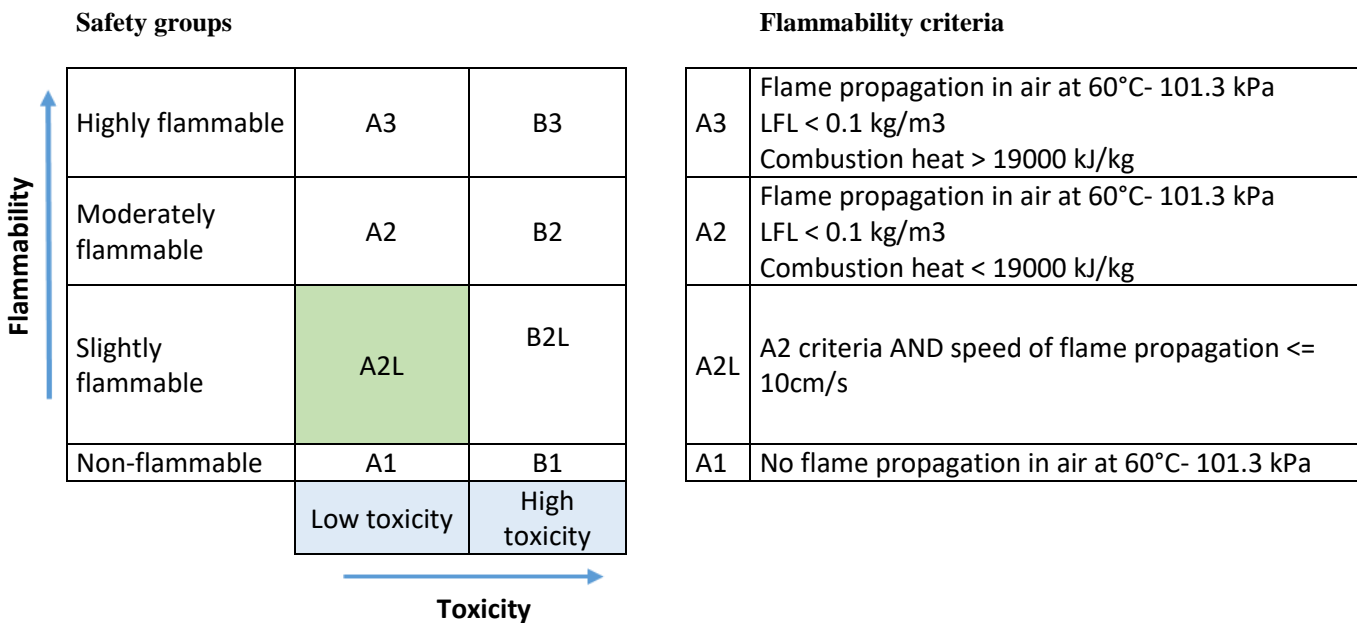 Safety groups
Flammability criteria
Flammability
Highly flammable
A3
B3
Moderately
flammable
A2
B2
Slightly
flammable
A2L
B2L
Non-flammable
A1
B1
Low toxicity
High
toxicity
Toxicity
A3
Flame propagation in air at 60°C- 101.3 kPa
LFL < 0.1 kg/m3
Combustion heat > 19000 kJ/kg
A2
Flame propagation in air at 60°C- 101.3 kPa
LFL < 0.1 kg/m3
Combustion heat < 19000 kJ/kg
A2L
A2 criteria AND speed of flame propagation <=
10cm/s
A1
No flame propagation in air at 60°C- 101.3 kPa